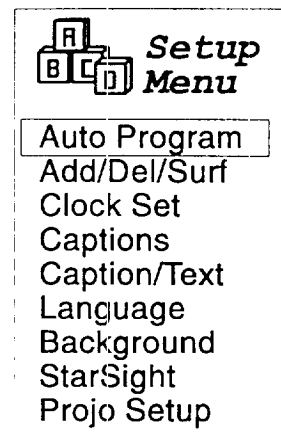 A
B C D
Setup
Menu
Auto Program
Add/Del/Surf
Clock Set
Captions
Caption/Text
Language
Background
StarSight
Projo Setup